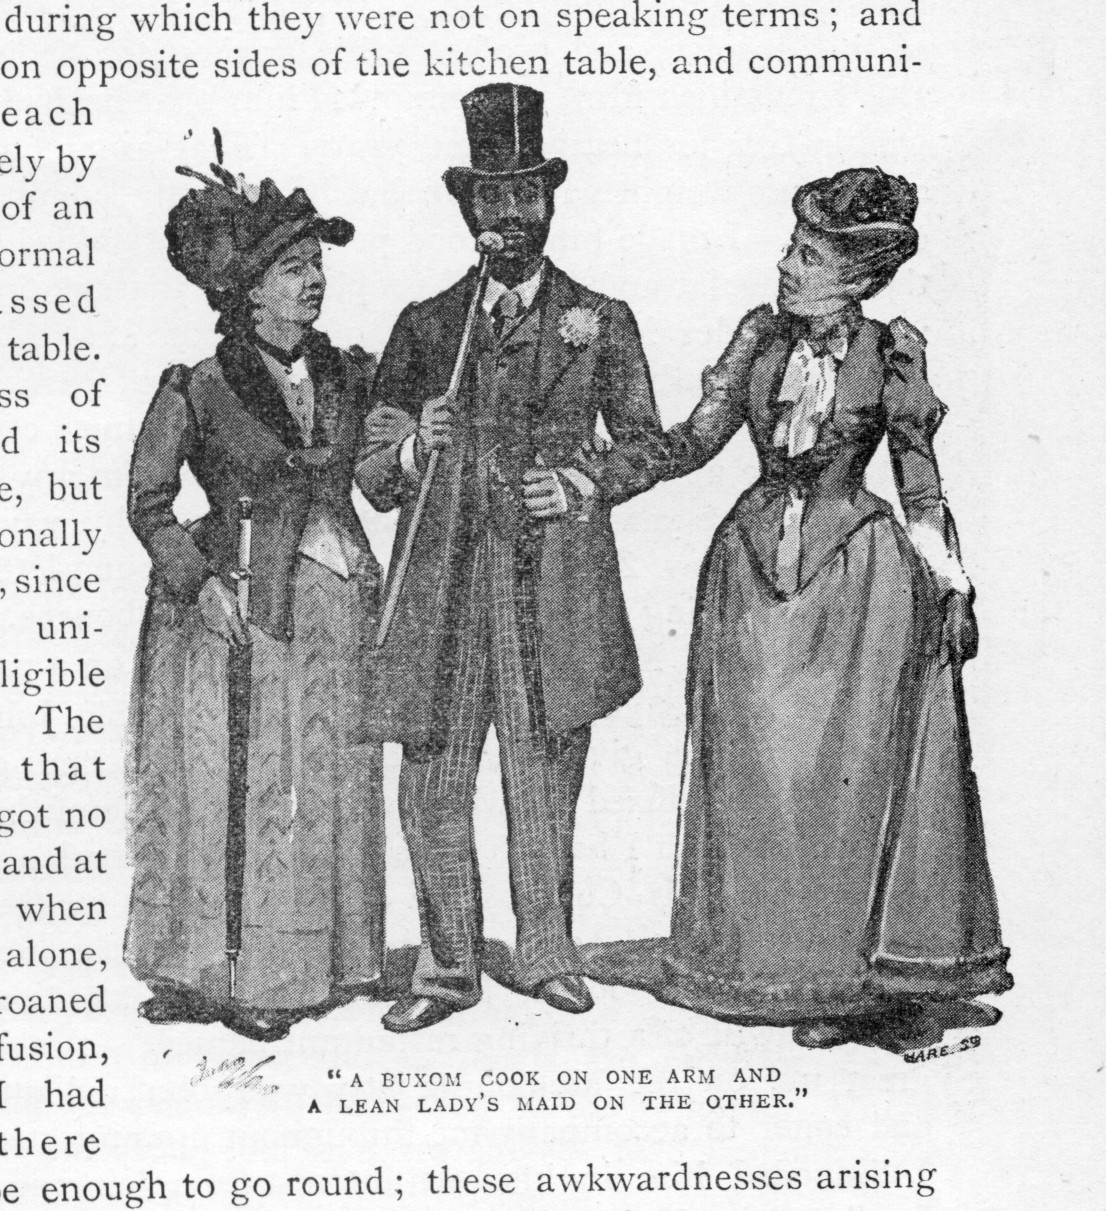 during which they were not on speaking terms; and
on opposite sides of the kitchen table, and communi-
each
ely by
of an
ormal
ssed
table.
ss of
d its
e, but
onally
, since
uni-
ligible
The
that
got no
and at
when
alone,
roaned
fusion,
I had
there
e enough to go round; these awkwardnesses arising
HARE. SC
“A BUXOM COOK ON ONE ARM AND
A LEAN LADY'S MAID ON THE OTHER.”